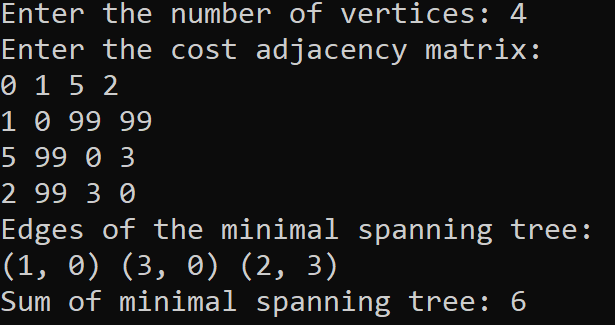 Enter the number of vertices: 4
Enter the cost adjacency matrix:
0 1 5 2
1 0 99 99
5 99 0 3
2 99 3 0
Edges of the minimal spanning tree:
(1, 0) (3, 0) (2, 3)
Sum of minimal spanning tree: 6